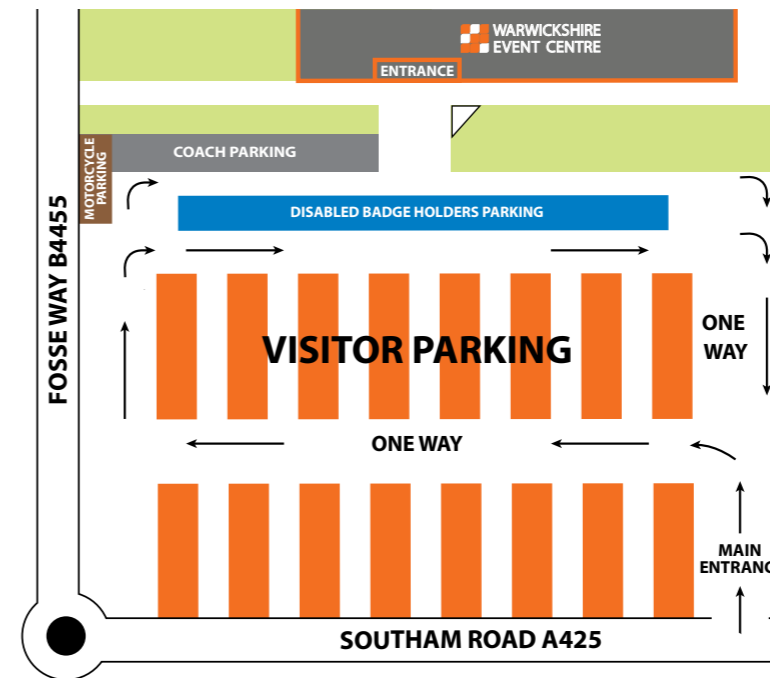 WARWICKSHIRE
EVENT CENTRE
ENTRANCE
COACH PARKING
MOTORCYCLE
PARKING
DISABLED BADGE HOLDERS PARKING
FOSSE WAY B4455
VISITOR PARKING
ONE
WAY
ONE WAY
MAIN
ENTRANC
SOUTHAM ROAD A425